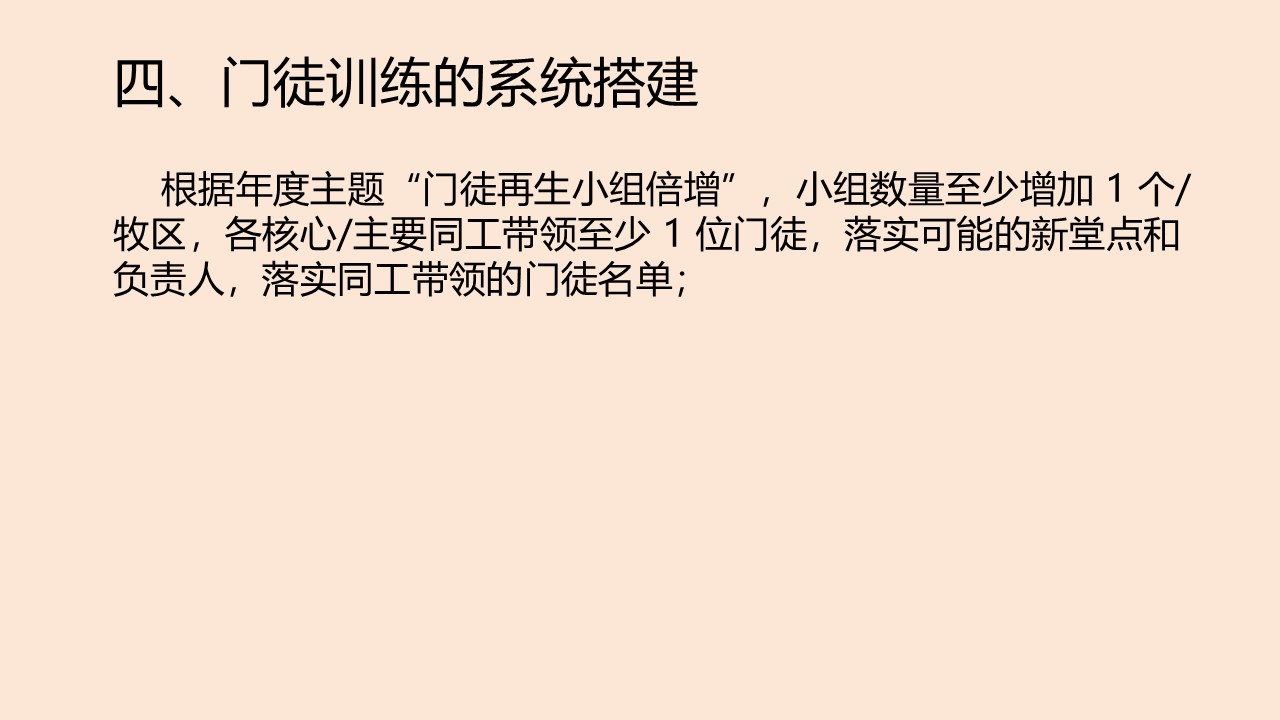 四、门徒训练的系统搭建
根据年度主题“门徒再生小组倍增”，小组数量至少增加 1 个/
牧区，各核心/主要同工带领至少 1 位门徒，落实可能的新堂点和
负责人，落实同工带领的门徒名单；